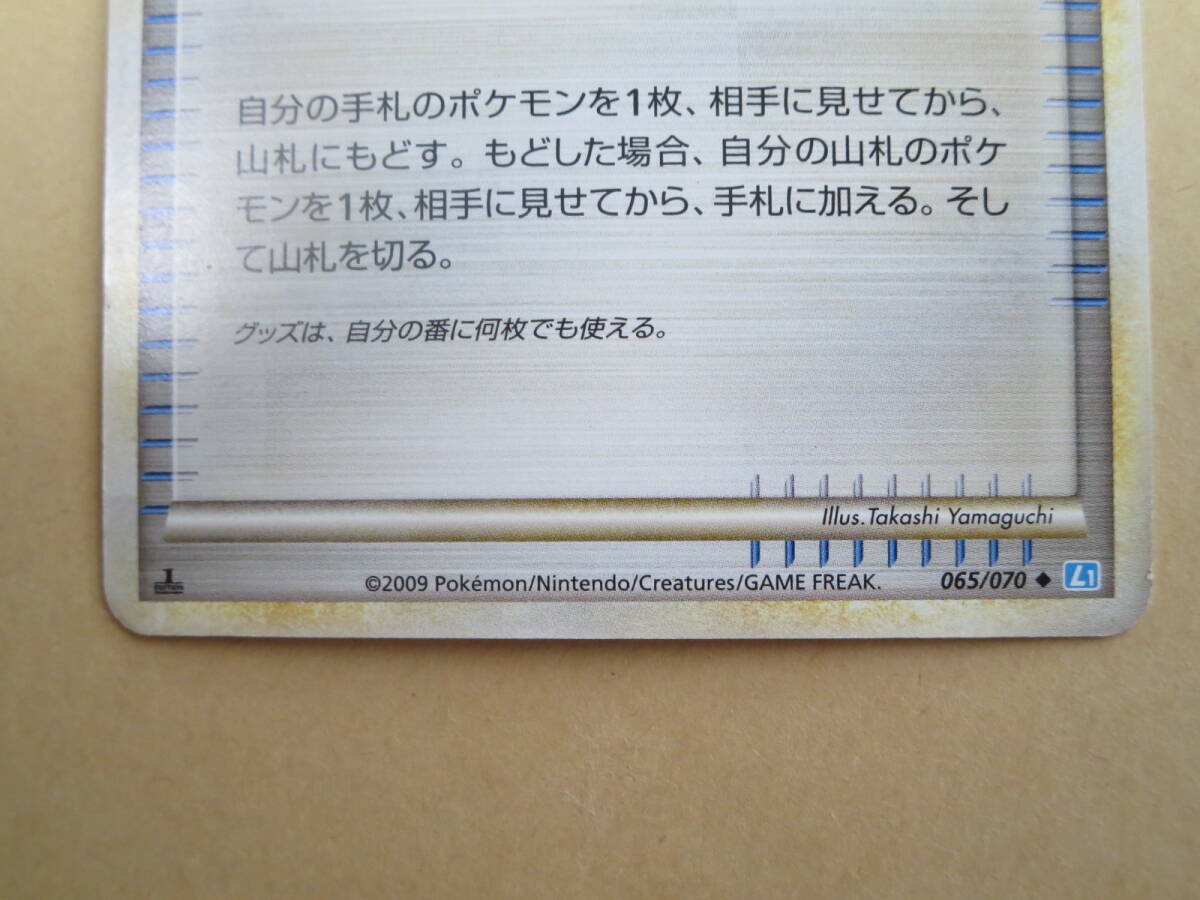 自分の手札のポケモンを1枚、相手に見せてから、
山札にもどす。もどした場合、自分の山札のポケ
モンを1枚、相手に見せてから、手札に加える。そし
て山札を切る。
グッズは、自分の番に何枚でも使える。
Illus.Takashi Yamaguchi
1 EDITION ©2009 Pokémon/Nintendo/Creatures/GAME FREAK. 065/070 ◆ L1